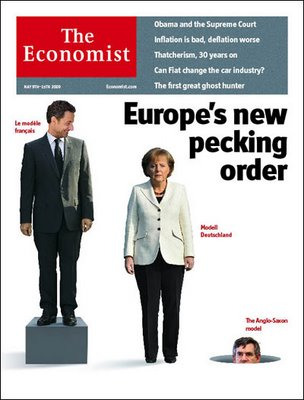 The
Economist
MAY 9TH–15TH 2009
Economist.com
Obama and the Supreme Court
Inflation is bad, deflation worse
Thatcherism, 30 years on
Can Fiat change the car industry?
The first great ghost hunter
Europe's new
pecking
order
Le modèle
français
Modell
Deutschland
The Anglo-Saxon
model